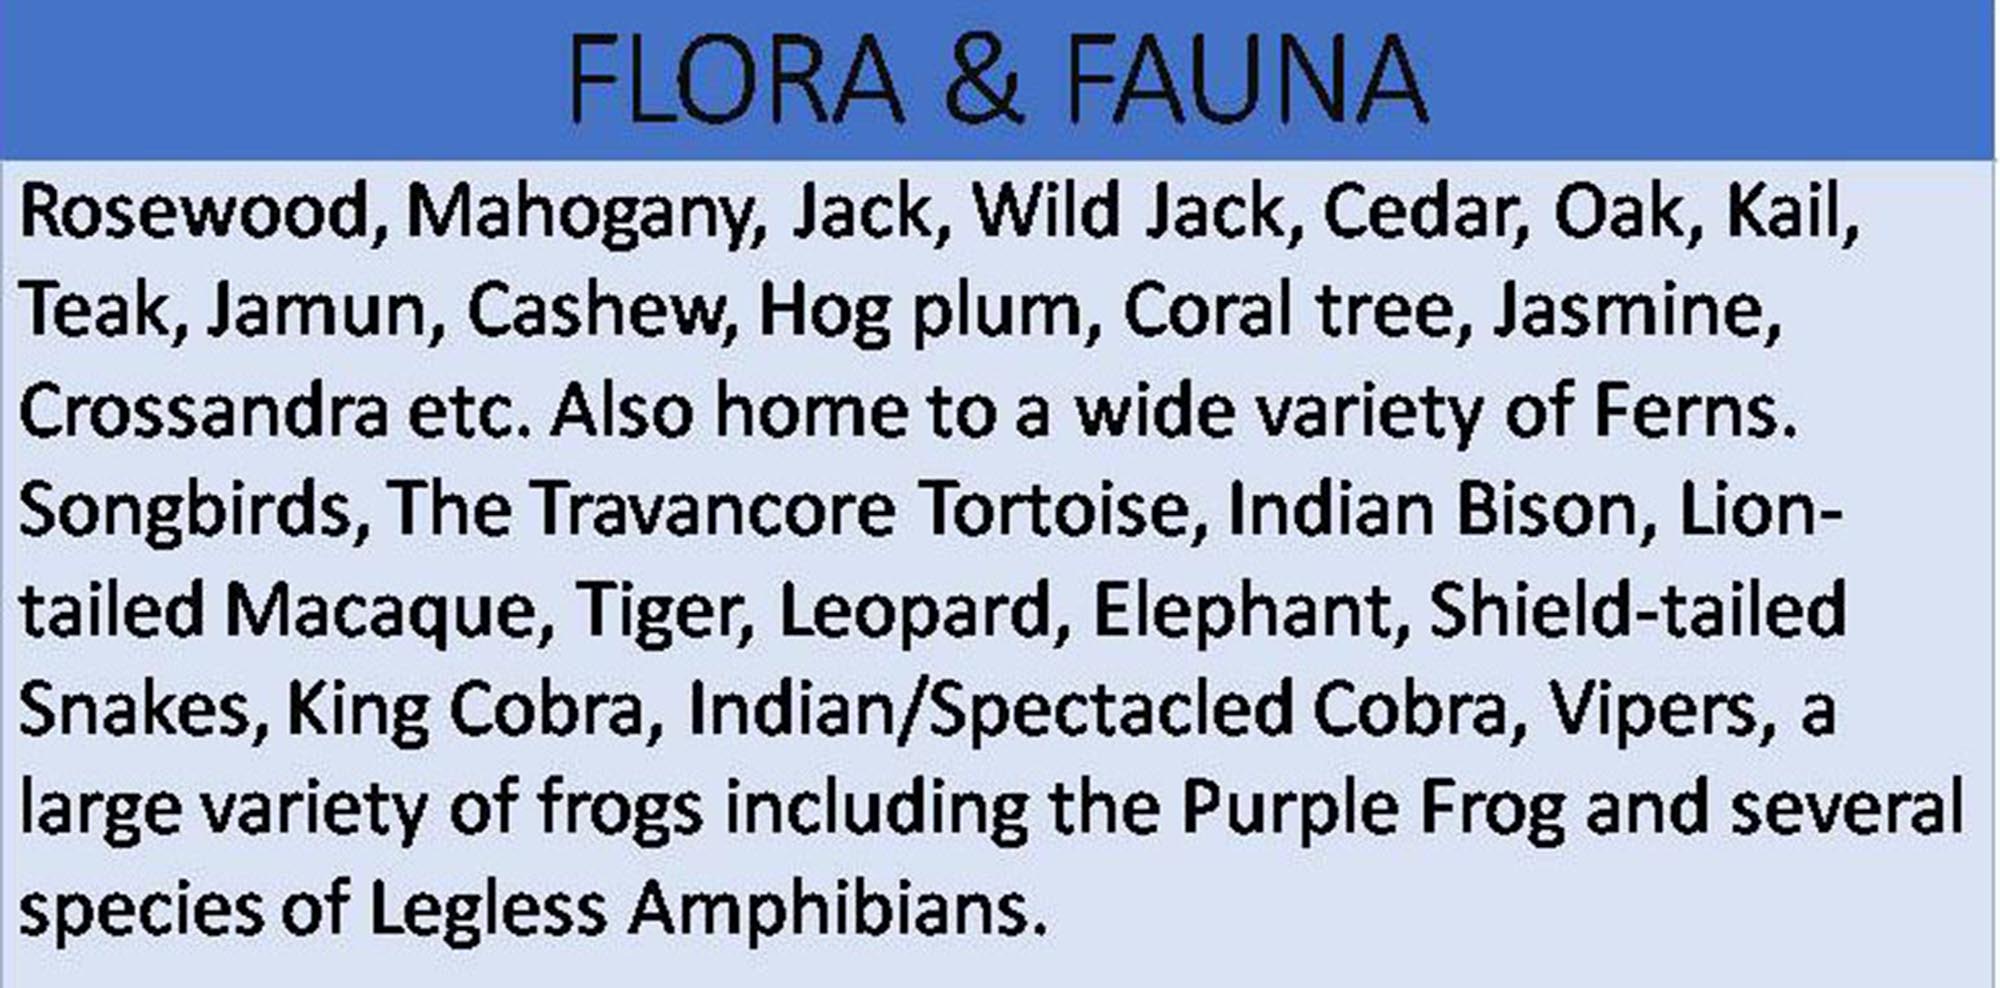 FLORA & FAUNA
Rosewood, Mahogany, Jack, Wild Jack, Cedar, Oak, Kail,
Teak, Jamun, Cashew, Hog plum, Coral tree, Jasmine,
Crossandra etc. Also home to a wide variety of Ferns.
Songbirds, The Travancore Tortoise, Indian Bison, Lion-
tailed Macaque, Tiger, Leopard, Elephant, Shield-tailed
Snakes, King Cobra, Indian/Spectacled Cobra, Vipers, a
large variety of frogs including the Purple Frog and several
species of Legless Amphibians.